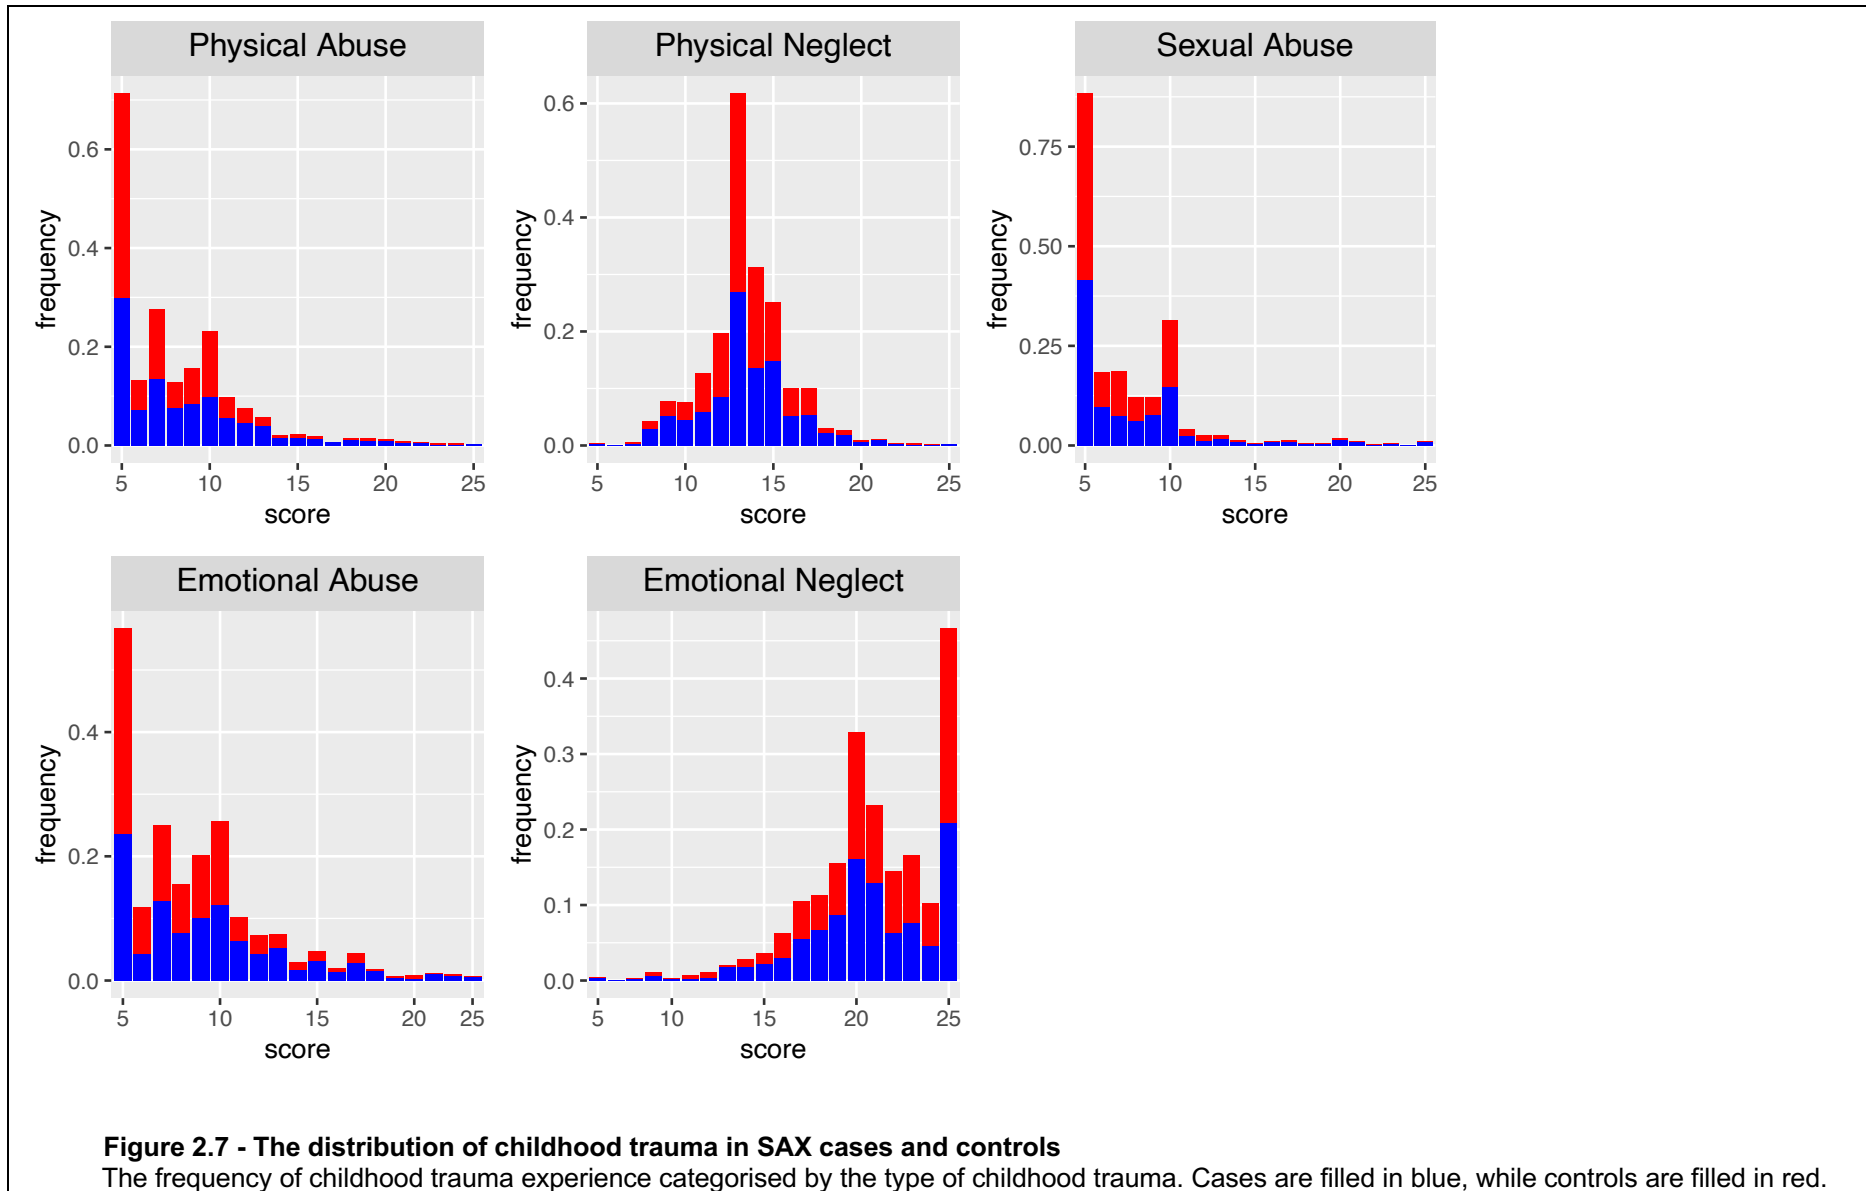 Physical Abuse
Physical Neglect
Sexual Abuse
frequency
0.6
0.4
0.2
0.0
5 10 15 20 25
score
frequency
0.6
0.4
0.2
0.0
5 10 15 20 25
score
frequency
0.75
0.50
0.25
0.00
5 10 15 20 25
score
Emotional Abuse
Emotional Neglect
frequency
0.4
0.2
0.0
5 10 15 20 25
score
frequency
0.4
0.3
0.2
0.1
0.0
5 10 15 20 25
score
Figure 2.7 - The distribution of childhood trauma in SAX cases and controls
The frequency of childhood trauma experience categorised by the type of childhood trauma. Cases are filled in blue, while controls are filled in red.